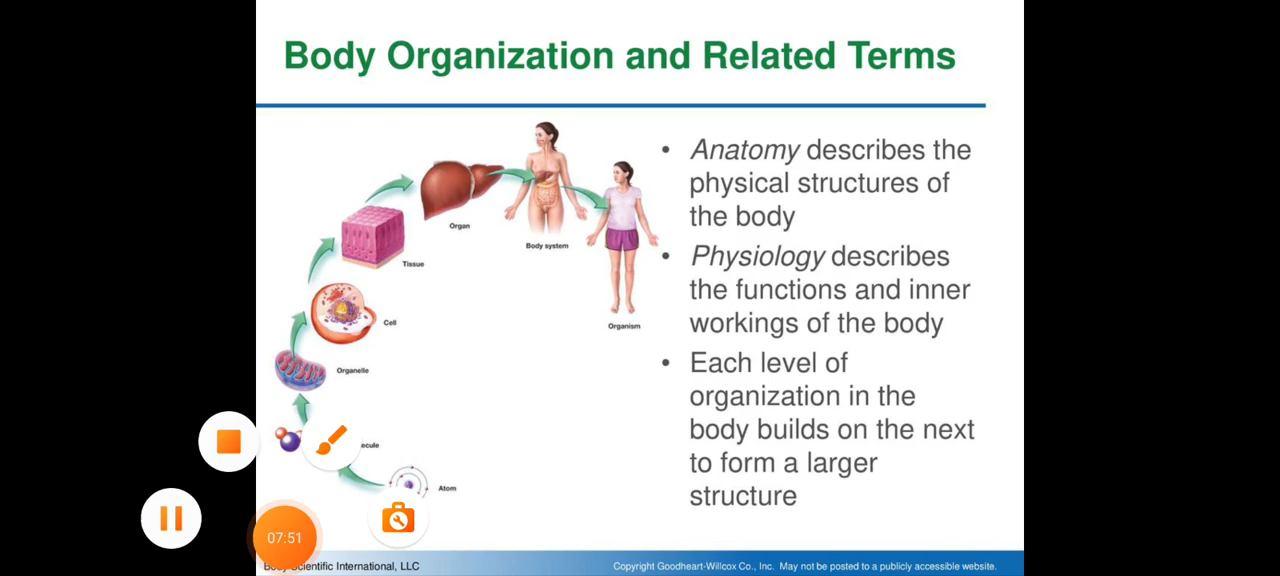 Body Organization and Related Terms
• Anatomy describes the
physical structures of
the body
• Physiology describes
the functions and inner
workings of the body
• Each level of
organization in the
body builds on the next
to form a larger
structure
Organ
Body system
Tissue
Organism
Cell
Organelle
ecule
Atom
07:51
Scientific International, LLC
Copyright Goodheart-Willcox Co., Inc. May not be posted to a publicly accessible website.